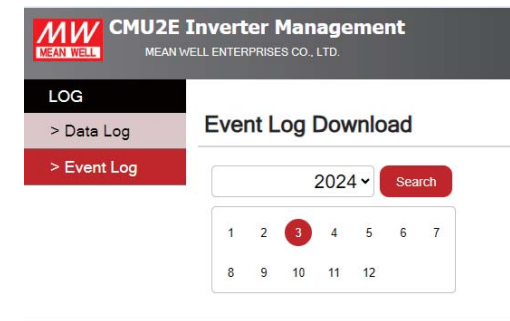 MW
MEAN WELL
CMU2E Inverter Management
MEAN WELL ENTERPRISES CO., LTD.
LOG
> Data Log
> Event Log
Event Log Download
2024 Search
1 2 3 4 5 6 7
8 9 10 11 12